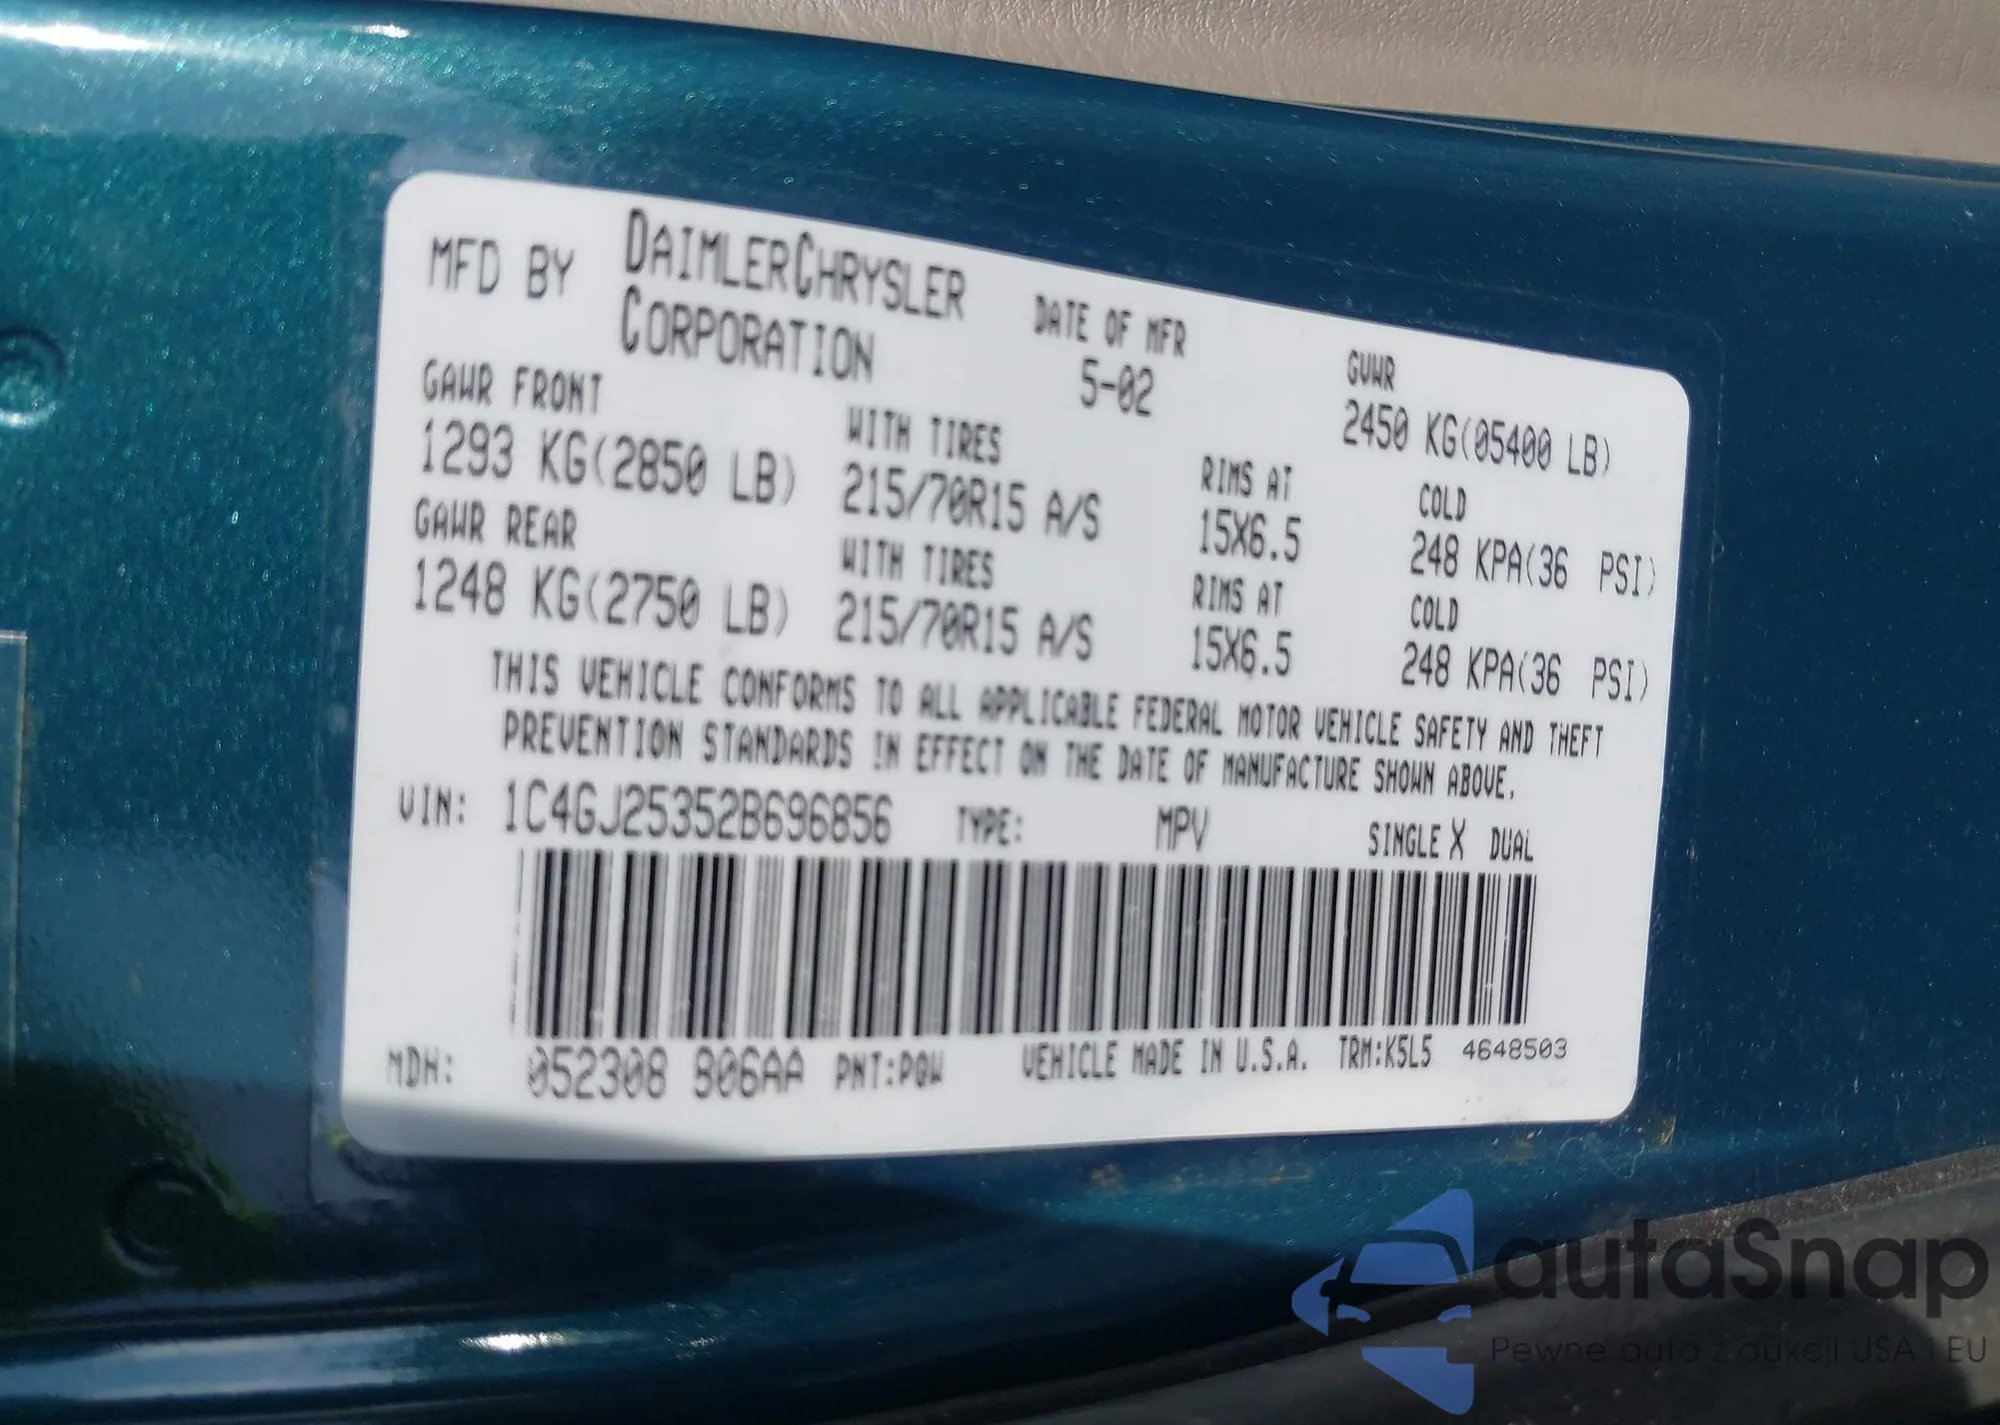 MFD BY DAIMLERCHRYSLER CORPORATION
DATE OF MFR
5-02
GVWR
2450 KG(05400 LB)
GAWR FRONT WITH TIRES RIMS AT COLD
1293 KG(2850 LB) 215/70R15 A/S 15X6.5 248 KPA(36 PSI)
GAWR REAR WITH TIRES RIMS AT COLD
1248 KG(2750 LB) 215/70R15 A/S 15X6.5 248 KPA(36 PSI)
THIS VEHICLE CONFORMS TO ALL APPLICABLE FEDERAL MOTOR VEHICLE SAFETY AND THEFT
PREVENTION STANDARDS IN EFFECT ON THE DATE OF MANUFACTURE SHOWN ABOVE.
VIN: 1C4GJ25352B696856 TYPE: MPV SINGLE X DUAL
MDH: 052308 906AA PNT:PQW VEHICLE MADE IN U.S.A. TRM:K5L5 4648503
autaSnap
Pewne auta z aukcji USA i EU